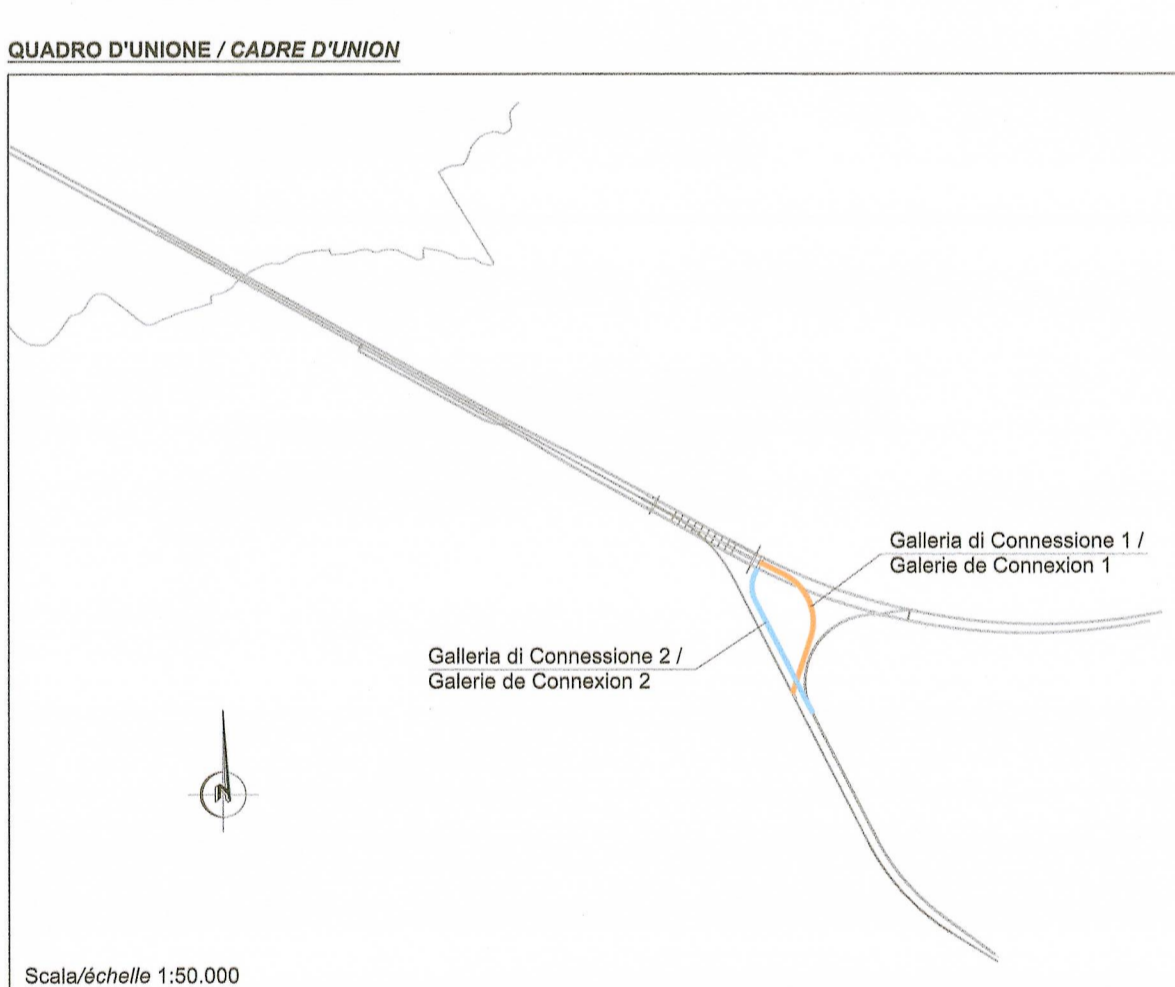 QUADRO D'UNIONE / CADRE D'UNION
Galleria di Connessione 1 /
Galerie de Connexion 1
Galleria di Connessione 2 /
Galerie de Connexion 2
N
Scala/échelle 1:50.000